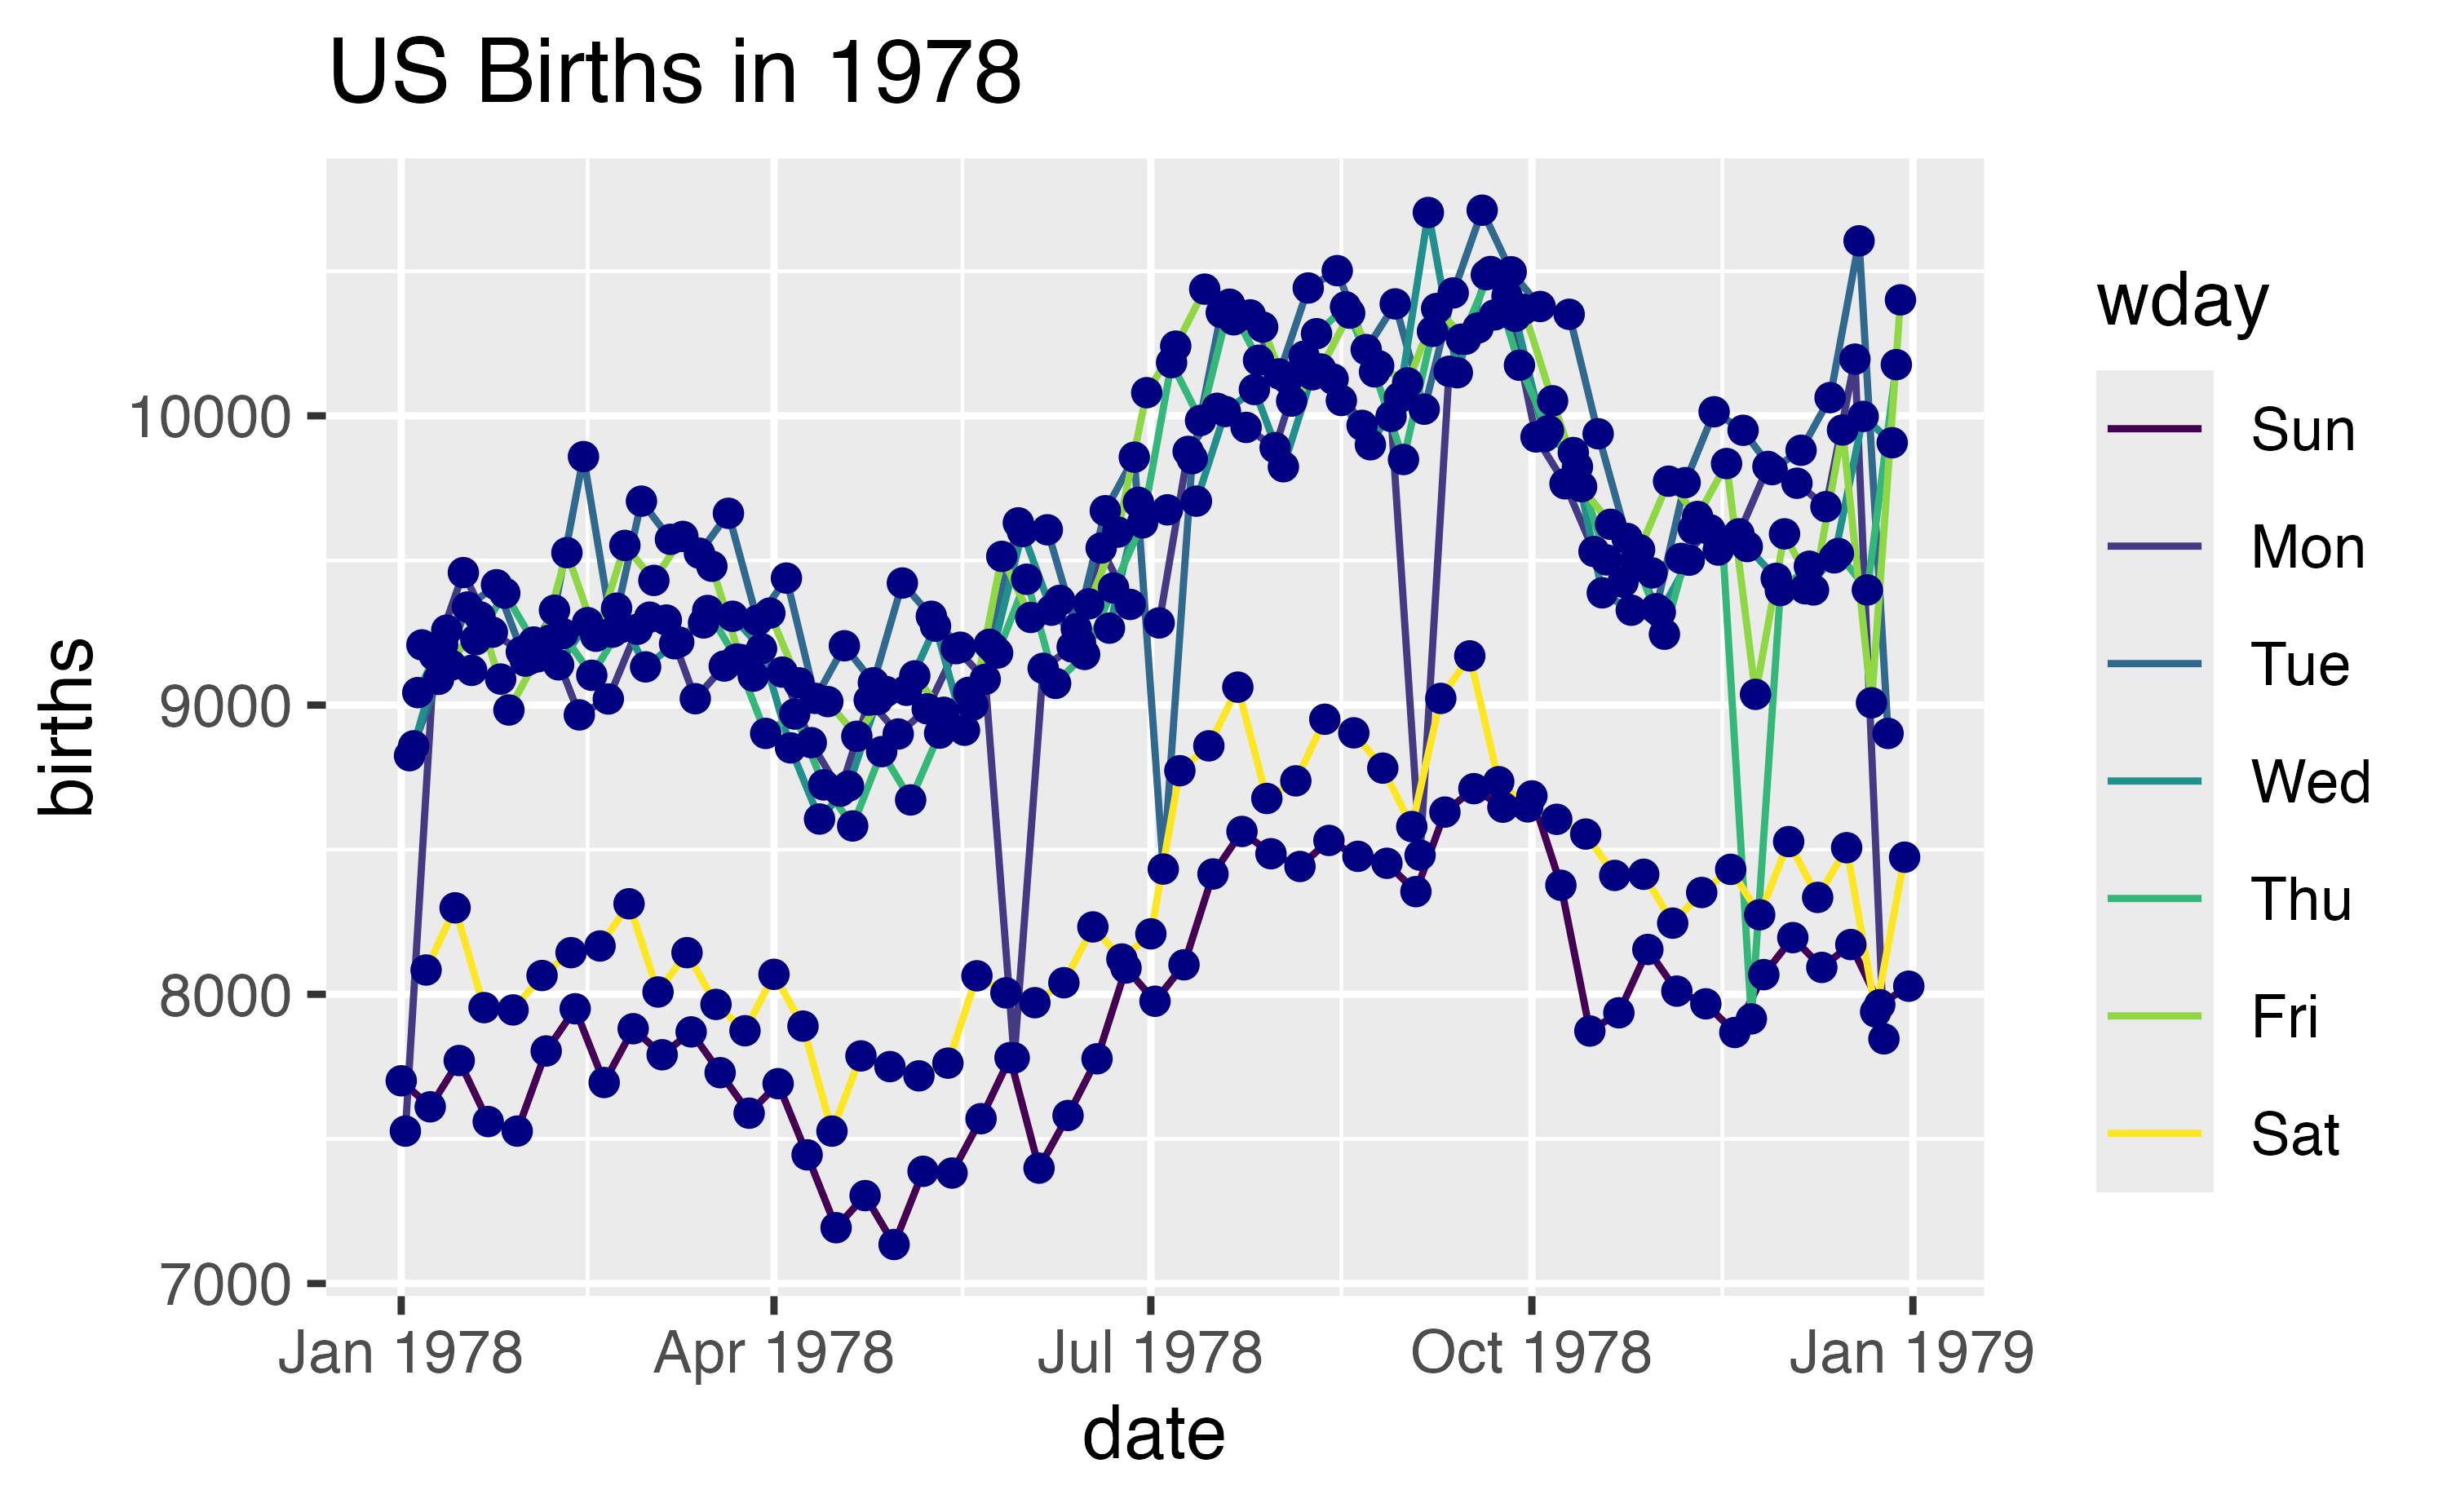 US Births in 1978
births
10000
9000
8000
7000
Jan 1978
Apr 1978
Jul 1978
Oct 1978
Jan 1979
date
wday
Sun
Mon
Tue
Wed
Thu
Fri
Sat